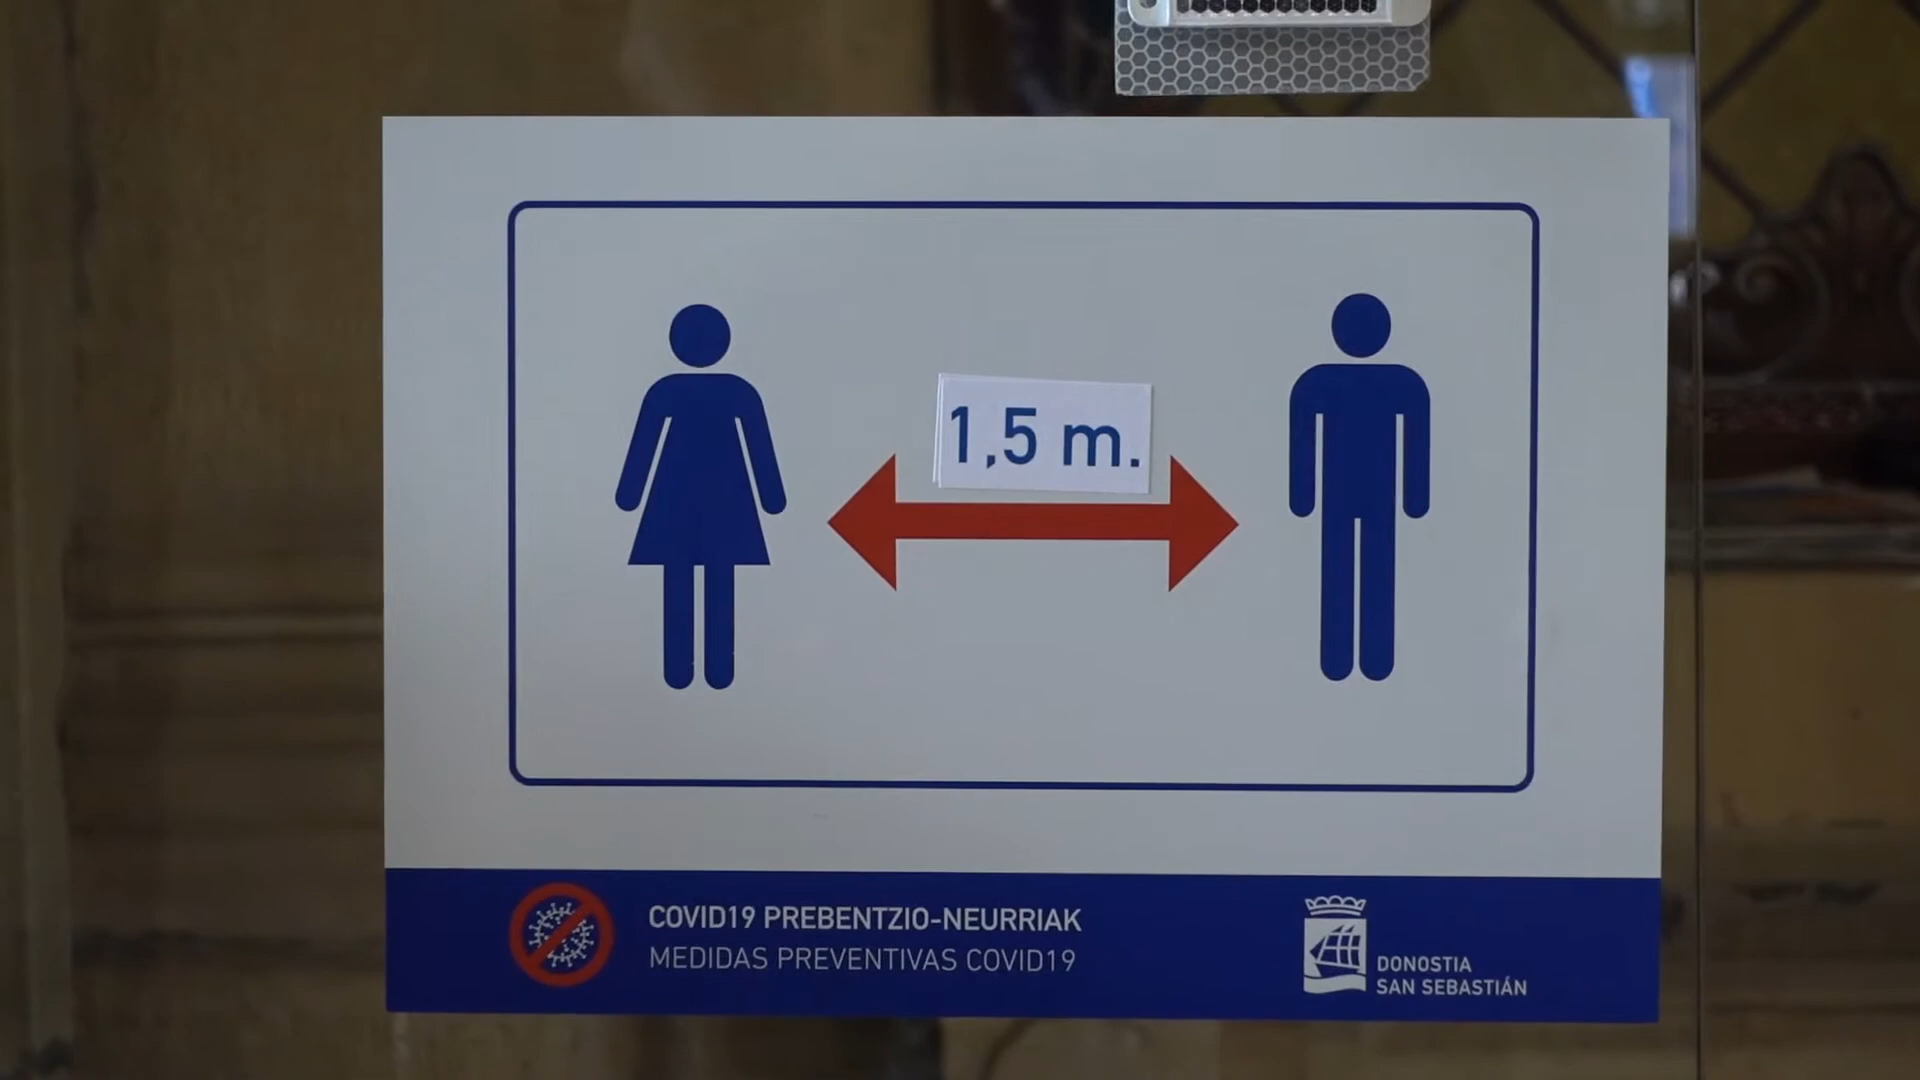 1,5 m.
COVID19 PREBENTZIO-NEURRIAK
MEDIDAS PREVENTIVAS COVID19
DONOSTIA
SAN SEBASTIÁN